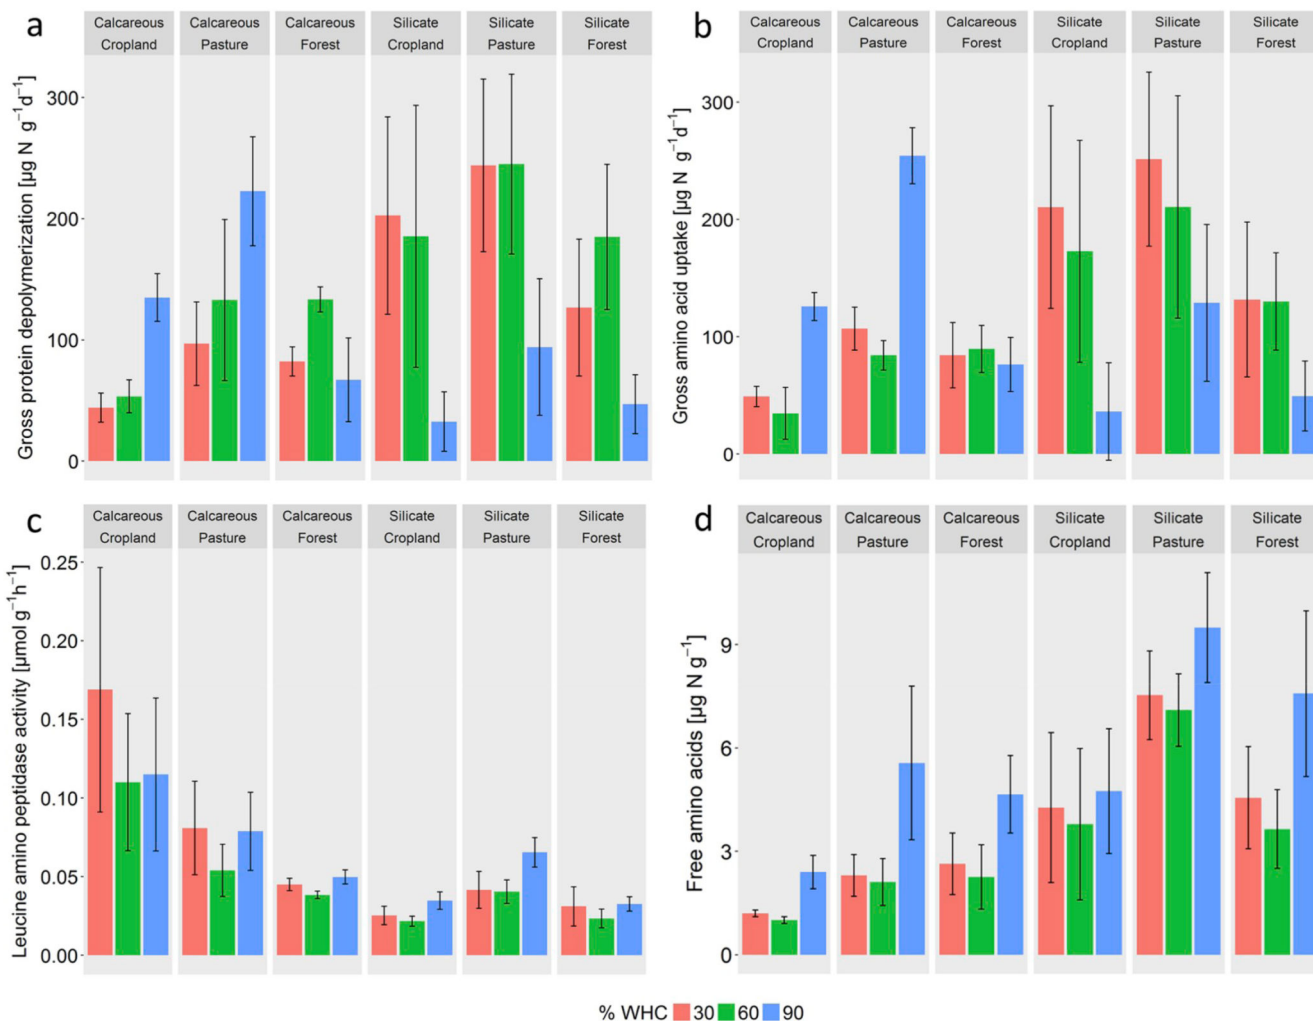 a
Calcareous Cropland
Calcareous Pasture
Calcareous Forest
Silicate Cropland
Silicate Pasture
Silicate Forest
Gross protein depolymerization [µg N g⁻¹d⁻¹]
300
200
100
0
b
Calcareous Cropland
Calcareous Pasture
Calcareous Forest
Silicate Cropland
Silicate Pasture
Silicate Forest
Gross amino acid uptake [µg N g⁻¹d⁻¹]
300
200
100
0
c
Calcareous Cropland
Calcareous Pasture
Calcareous Forest
Silicate Cropland
Silicate Pasture
Silicate Forest
Leucine amino peptidase activity [µmol g⁻¹h⁻¹]
0.25
0.20
0.15
0.10
0.05
0.00
d
Calcareous Cropland
Calcareous Pasture
Calcareous Forest
Silicate Cropland
Silicate Pasture
Silicate Forest
Free amino acids [µg N g⁻¹]
9
6
3
0
% WHC 30 60 90